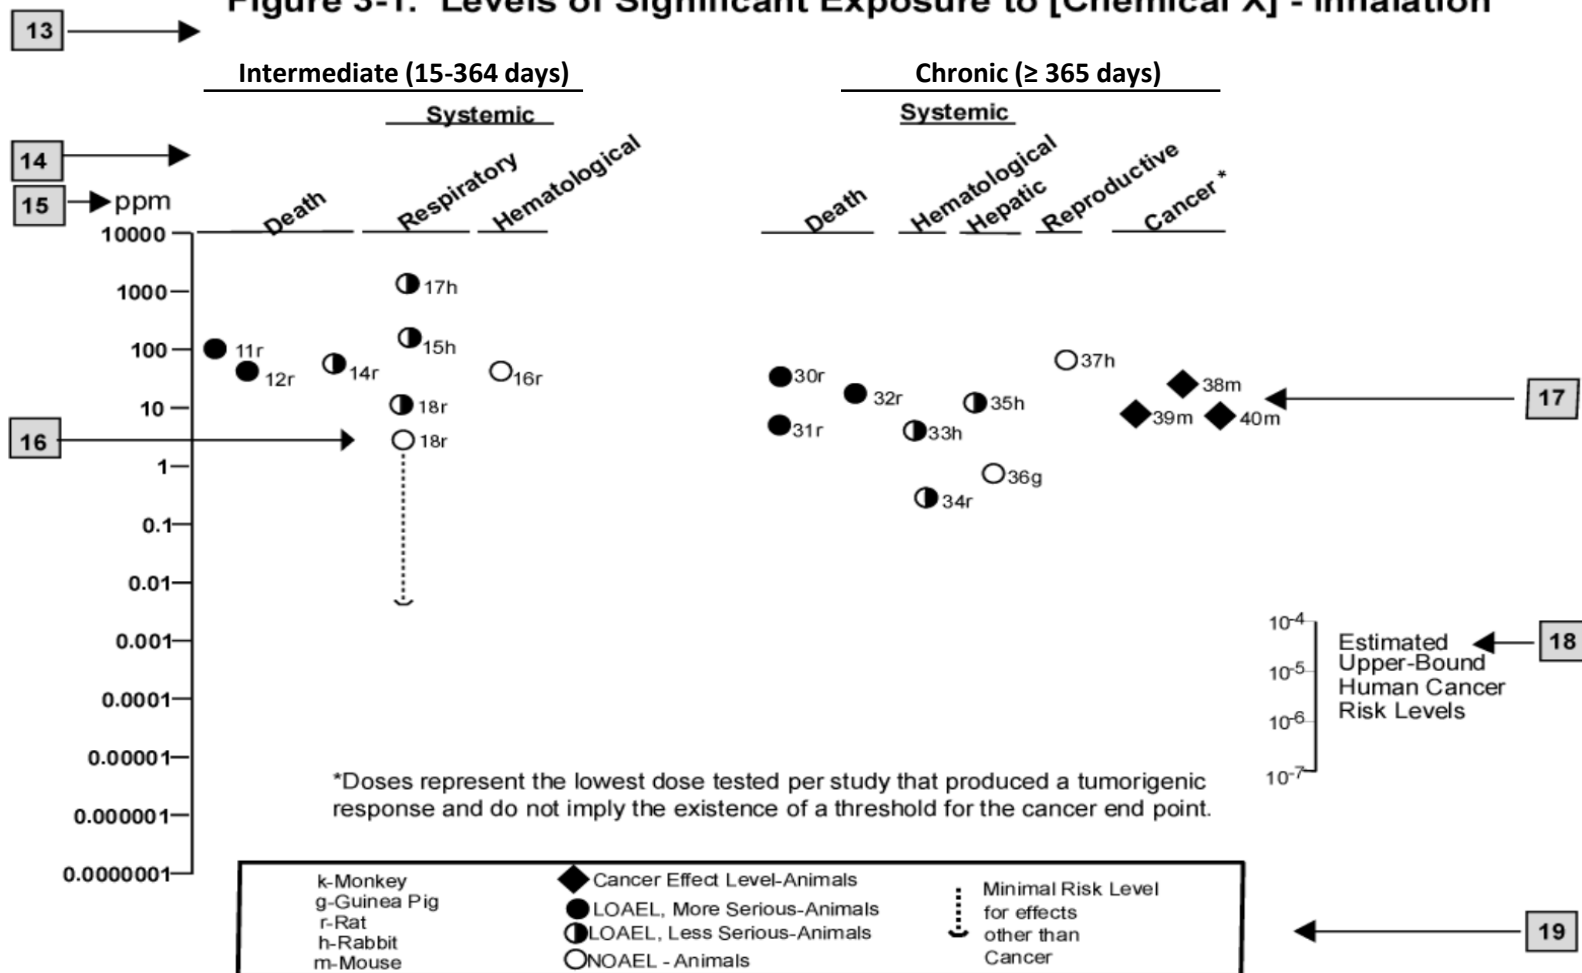 Figure 3-1. Levels of Significant Exposure to [Chemical X] - Inhalation
13
Intermediate (15-364 days)
Chronic (≥ 365 days)
Systemic
Systemic
14
15
ppm
Death
Respiratory
Hematological
Death
Hematological
Hepatic
Reproductive
Cancer*
10000
1000
100
10
1
0.1
0.01
0.001
0.0001
0.00001
0.000001
0.0000001
17h
11r
12r
14r
15h
16r
18r
18r
16
30r
31r
32r
33h
34r
35h
36g
37h
38m
39m
40m
17
10-4
10-5
10-6
10-7
Estimated
Upper-Bound
Human Cancer
Risk Levels
18
*Doses represent the lowest dose tested per study that produced a tumorigenic
response and do not imply the existence of a threshold for the cancer end point.
k-Monkey
g-Guinea Pig
r-Rat
h-Rabbit
m-Mouse
Cancer Effect Level-Animals
LOAEL, More Serious-Animals
LOAEL, Less Serious-Animals
NOAEL - Animals
Minimal Risk Level
for effects
other than
Cancer
19